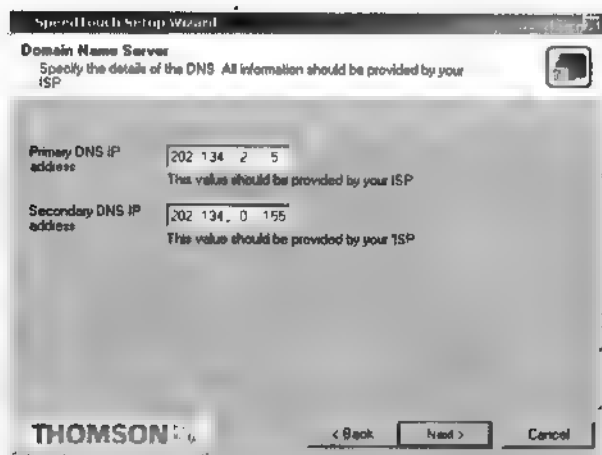 SpeedTouch Setup Wizard
Domain Name Server
Specify the details of the DNS. All information should be provided by your
ISP
Primary DNS IP
address
202 134 2 5
This value should be provided by your ISP
Secondary DNS IP
address
202 134. 0 155
This value should be provided by your ISP
THOMSON
< Back
Next >
Cancel